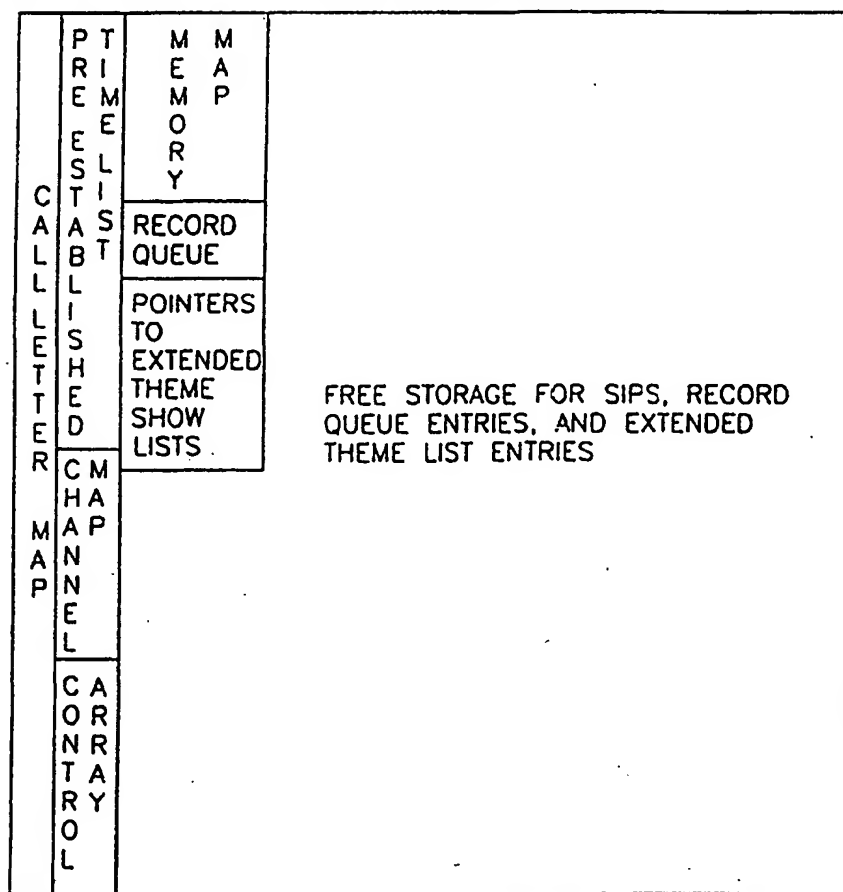 CALL LETTER MAP
PRE ESTABLISHED
TIME LIST
CHANNEL
MAP
CONTROL
ARRAY
MEMORY
MAP
RECORD
QUEUE
POINTERS
TO
EXTENDED
THEME
SHOW
LISTS
FREE STORAGE FOR SIPS, RECORD
QUEUE ENTRIES, AND EXTENDED
THEME LIST ENTRIES